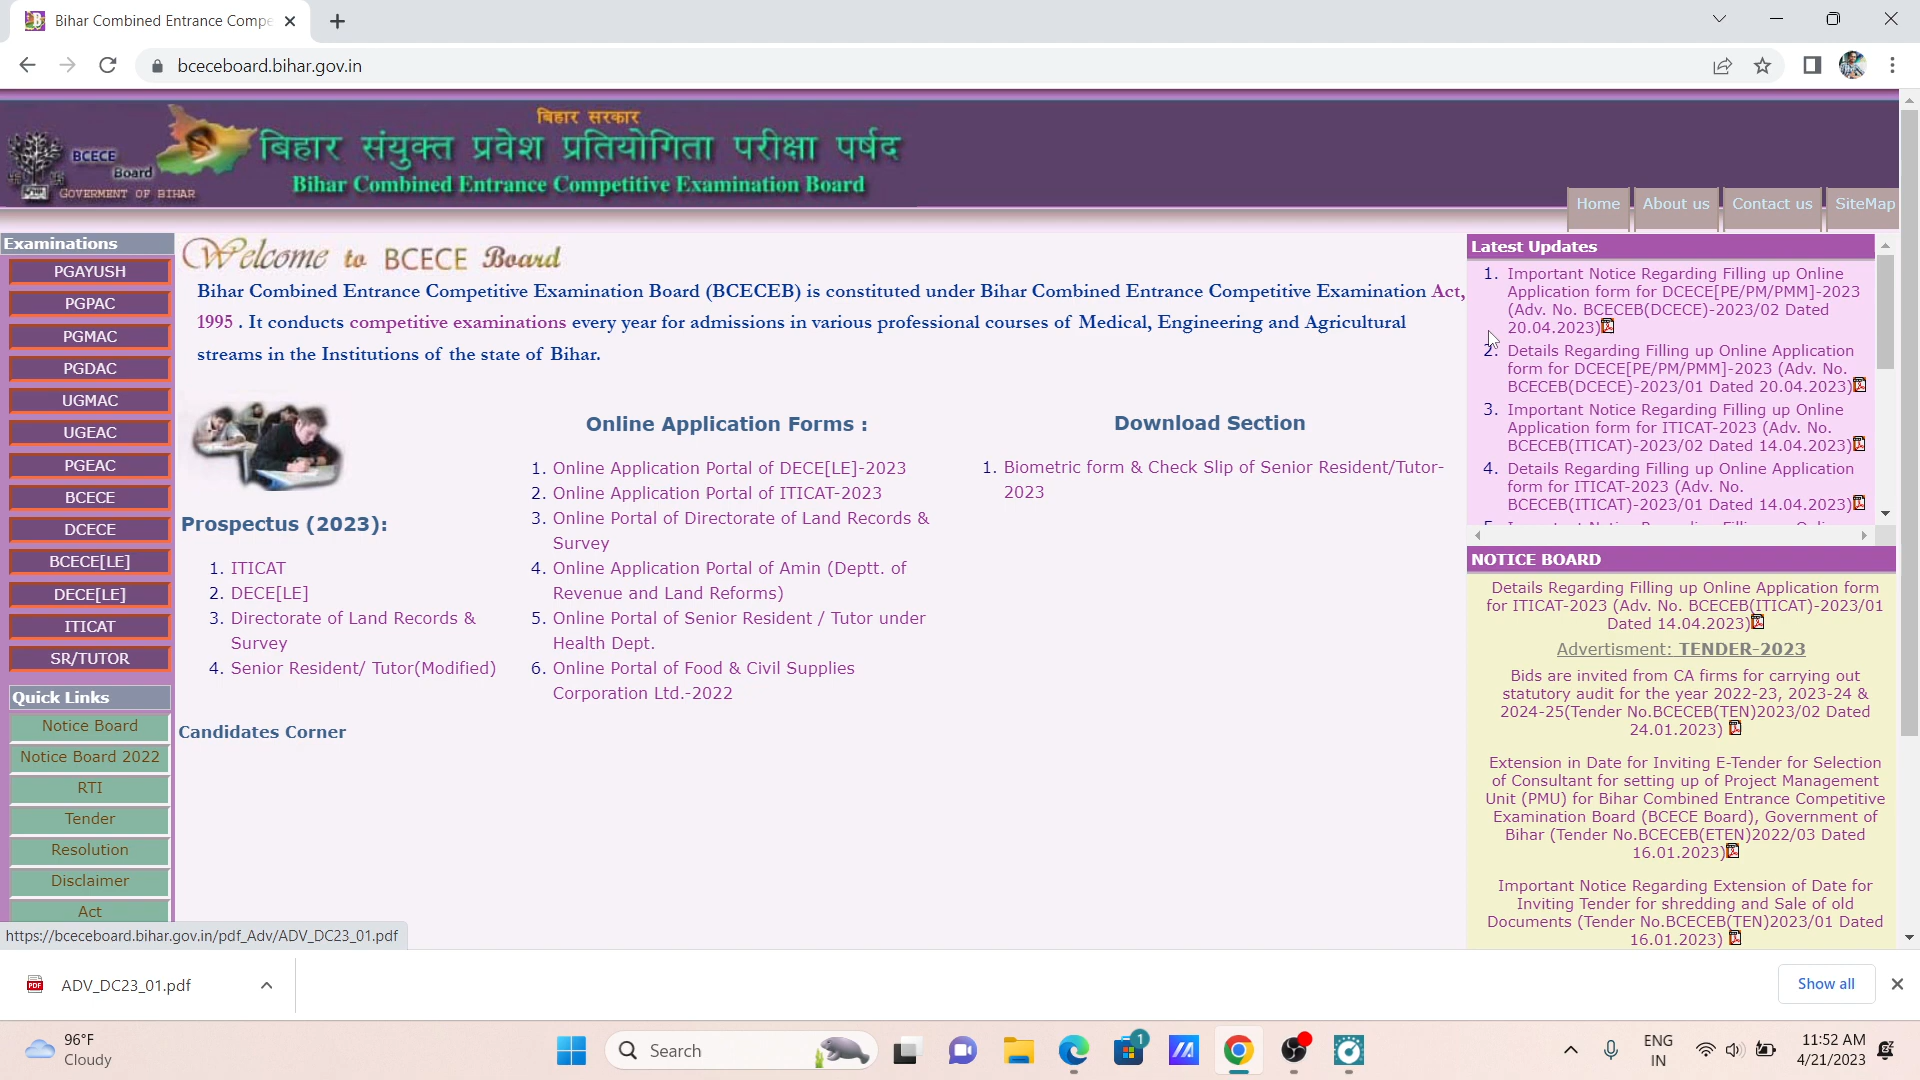 Bihar Combined Entrance Compe
bceceboard.bihar.gov.in
बिहार सरकार
बिहार संयुक्त प्रवेश प्रतियोगिता परीक्षा पर्षद
Bihar Combined Entrance Competitive Examination Board
BCECE
Board
GOVERMENT OF BIHAR
Home
About us
Contact us
SiteMap
Examinations
PGAYUSH
PGPAC
PGMAC
PGDAC
UGMAC
UGEAC
PGEAC
BCECE
DCECE
BCECE[LE]
DECE[LE]
ITICAT
SR/TUTOR
Quick Links
Notice Board
Notice Board 2022
RTI
Tender
Resolution
Disclaimer
Act
Welcome to BCECE Board
Bihar Combined Entrance Competitive Examination Board (BCECEB) is constituted under Bihar Combined Entrance Competitive Examination Act,
1995 . It conducts competitive examinations every year for admissions in various professional courses of Medical, Engineering and Agricultural
streams in the Institutions of the state of Bihar.
Prospectus (2023):
1. ITICAT
2. DECE[LE]
3. Directorate of Land Records &
Survey
4. Senior Resident/ Tutor(Modified)
Candidates Corner
Online Application Forms :
1. Online Application Portal of DECE[LE]-2023
2. Online Application Portal of ITICAT-2023
3. Online Portal of Directorate of Land Records &
Survey
4. Online Application Portal of Amin (Deptt. of
Revenue and Land Reforms)
5. Online Portal of Senior Resident / Tutor under
Health Dept.
6. Online Portal of Food & Civil Supplies
Corporation Ltd.-2022
Download Section
1. Biometric form & Check Slip of Senior Resident/Tutor-
2023
Latest Updates
1. Important Notice Regarding Filling up Online
Application form for DCECE[PE/PM/PMM]-2023
(Adv. No. BCECEB(DCECE)-2023/02 Dated
20.04.2023)
2. Details Regarding Filling up Online Application
form for DCECE[PE/PM/PMM]-2023 (Adv. No.
BCECEB(DCECE)-2023/01 Dated 20.04.2023)
3. Important Notice Regarding Filling up Online
Application form for ITICAT-2023 (Adv. No.
BCECEB(ITICAT)-2023/02 Dated 14.04.2023)
4. Details Regarding Filling up Online Application
form for ITICAT-2023 (Adv. No.
BCECEB(ITICAT)-2023/01 Dated 14.04.2023)
NOTICE BOARD
Details Regarding Filling up Online Application form
for ITICAT-2023 (Adv. No. BCECEB(ITICAT)-2023/01
Dated 14.04.2023)
Advertisment: TENDER-2023
Bids are invited from CA firms for carrying out
statutory audit for the year 2022-23, 2023-24 &
2024-25(Tender No.BCECEB(TEN)2023/02 Dated
24.01.2023)
Extension in Date for Inviting E-Tender for Selection
of Consultant for setting up of Project Management
Unit (PMU) for Bihar Combined Entrance Competitive
Examination Board (BCECE Board), Government of
Bihar (Tender No.BCECEB(ETEN)2022/03 Dated
16.01.2023)
Important Notice Regarding Extension of Date for
Inviting Tender for shredding and Sale of old
Documents (Tender No.BCECEB(TEN)2023/01 Dated
16.01.2023)
https://bceceboard.bihar.gov.in/pdf_Adv/ADV_DC23_01.pdf
ADV_DC23_01.pdf
Show all
96°F
Cloudy
Search
1
ENG
IN
11:52 AM
4/21/2023